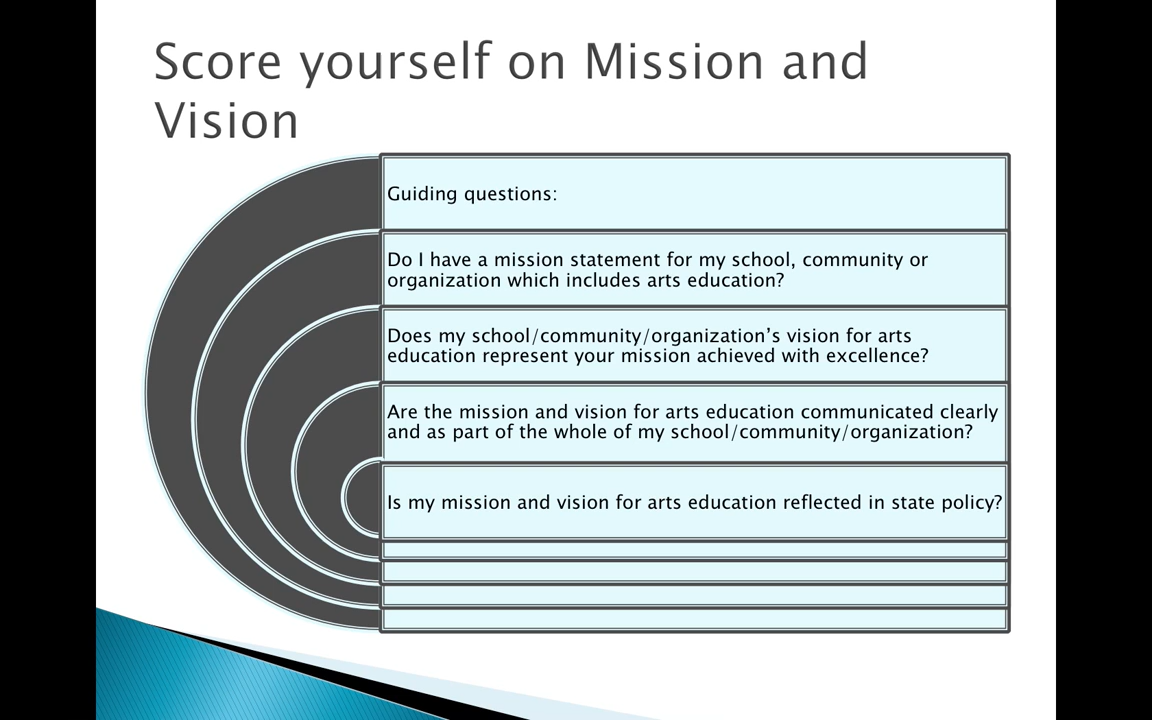 Score yourself on Mission and
Vision
Guiding questions:
Do I have a mission statement for my school, community or
organization which includes arts education?
Does my school/community/organization’s vision for arts
education represent your mission achieved with excellence?
Are the mission and vision for arts education communicated clearly
and as part of the whole of my school/community/organization?
Is my mission and vision for arts education reflected in state policy?